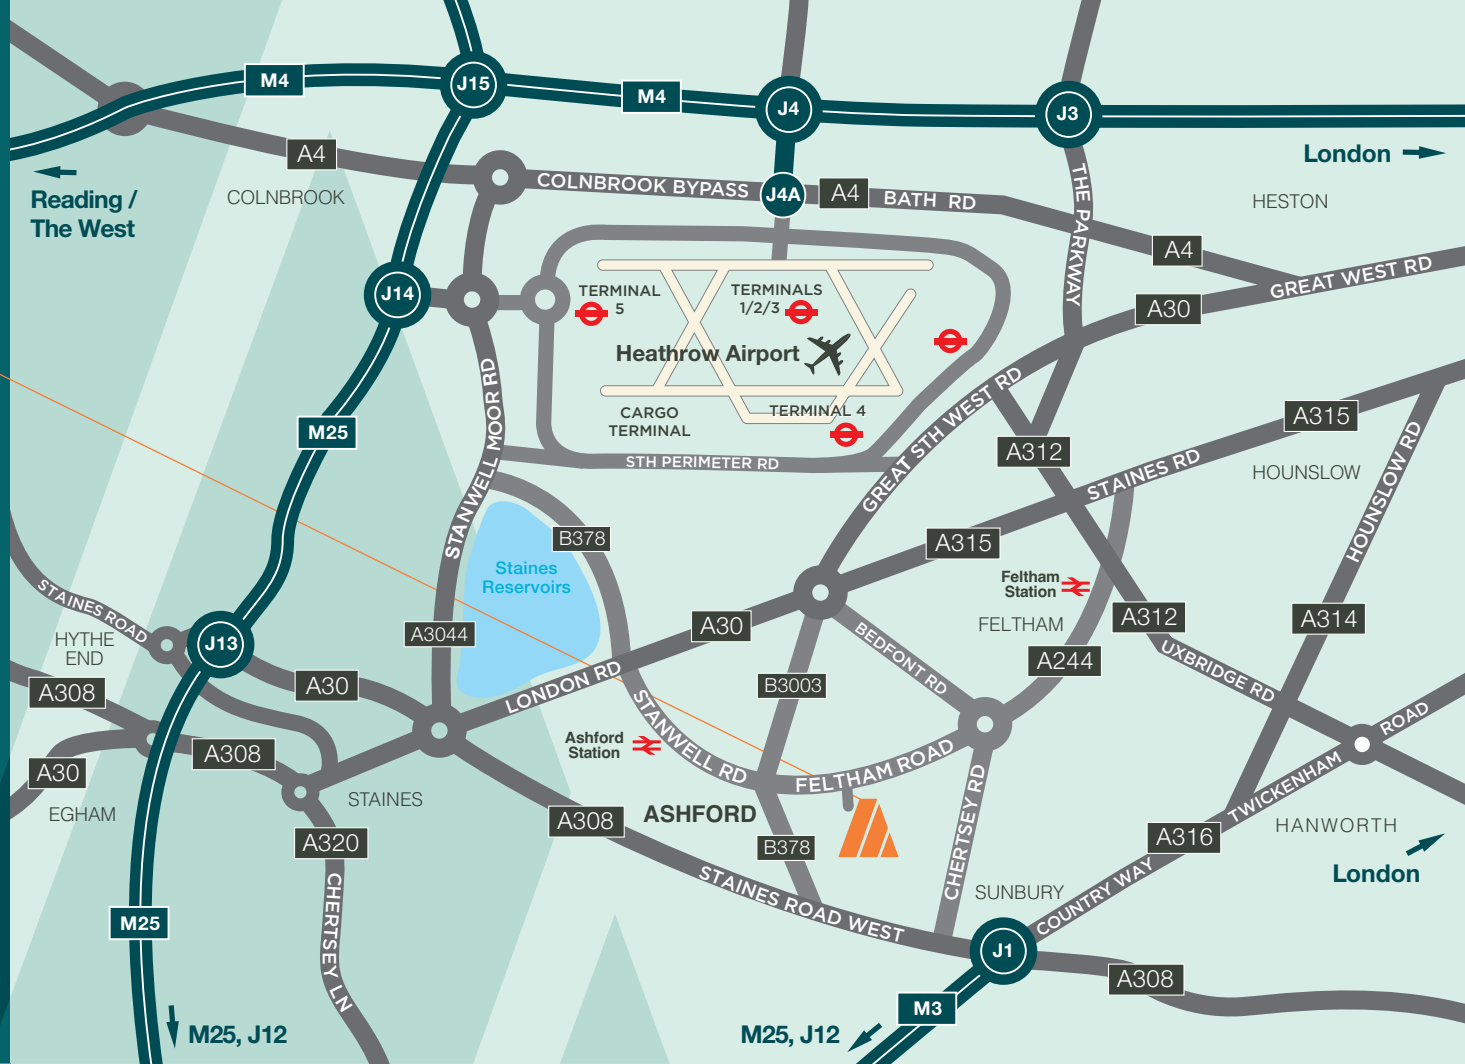 M4
J15
M4
J4
J3
A4
London
Reading /
The West
COLNBROOK
COLNBROOK BYPASS
J4A
A4
BATH RD
THE PARKWAY
HESTON
A4
GREAT WEST RD
J14
TERMINAL
5
TERMINALS
1/2/3
A30
Heathrow Airport
STANWELL MOOR RD
CARGO
TERMINAL
TERMINAL 4
GREAT STH WEST RD
A315
M25
A312
STH PERIMETER RD
STAINES RD
HOUNSLOW
HOUNSLOW RD
B378
A315
Staines
Reservoirs
Feltham
Station
STAINES ROAD
HYTHE
END
J13
A3044
A30
BEDFONT RD
FELTHAM
A312
A314
A308
A30
LONDON RD
B3003
A244
UXBRIDGE RD
A308
Ashford
Station
STANWELL RD
FELTHAM ROAD
TWICKENHAM ROAD
A30
EGHAM
STAINES
A308
ASHFORD
CHERTSEY RD
A316
HANWORTH
A320
B378
London
CHERTSEY LN
STAINES ROAD WEST
SUNBURY
COUNTRY WAY
M25
J1
A308
M3
M25, J12
M25, J12